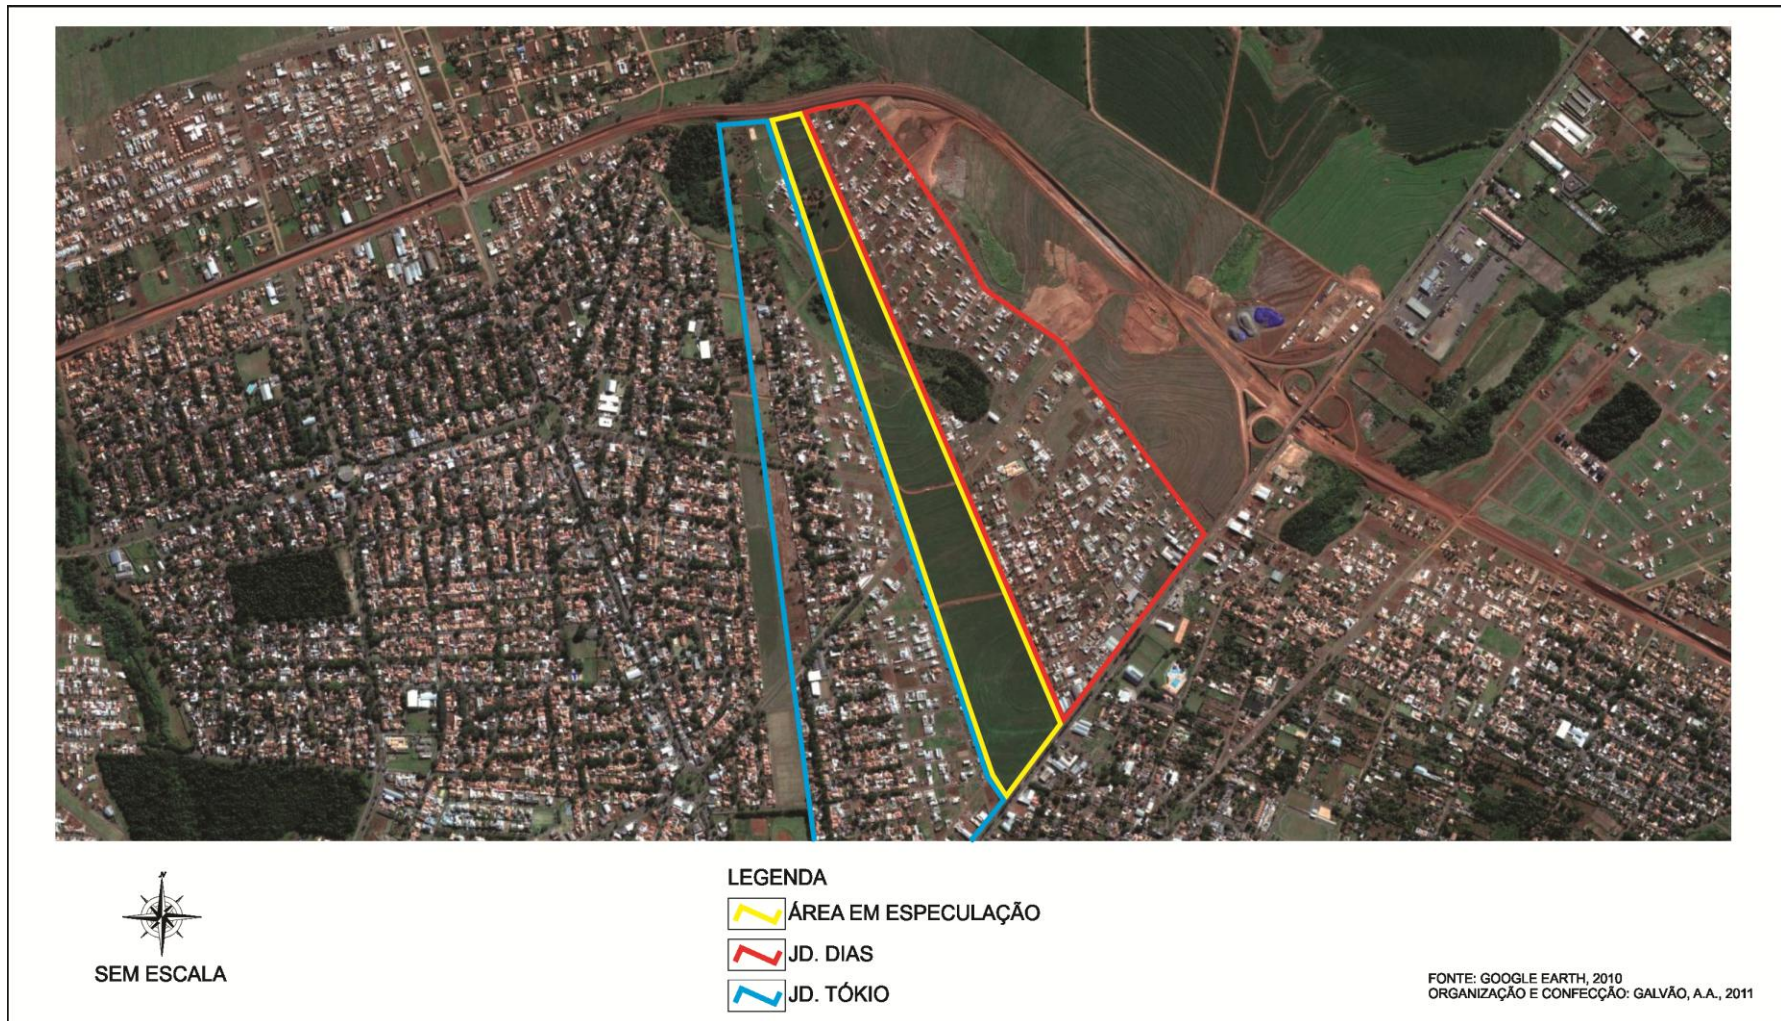 N
SEM ESCALA
LEGENDA
ÁREA EM ESPECULAÇÃO
JD. DIAS
JD. TÓKIO
FONTE: GOOGLE EARTH, 2010
ORGANIZAÇÃO E CONFECÇÃO: GALVÃO, A.A., 2011